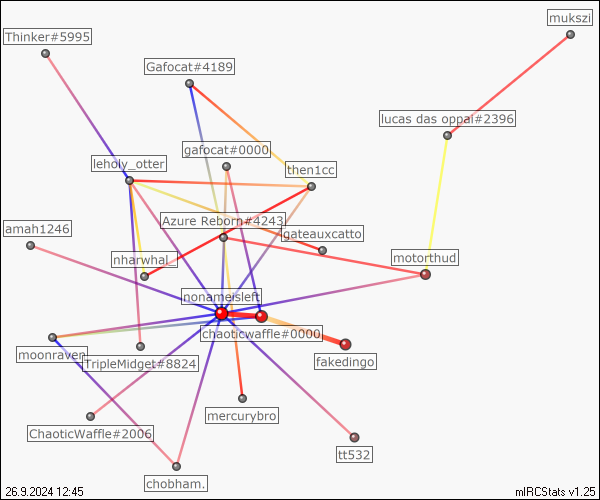 mukszi
Thinker#5995
Gafocat#4189
lucas das oppai#2396
gafocat#0000
leholy_otter
then1cc
Azure Reborn#4243
amah1246
gateauxcatto
nharwhal_
motorthud
nonameisleft
chaoticwaffle#0000
moonraven_
TripleMidget#8824
fakedingo
mercurybro
ChaoticWaffle#2006
tt532
chobham.
26.9.2024 12:45
mIRCStats v1.25